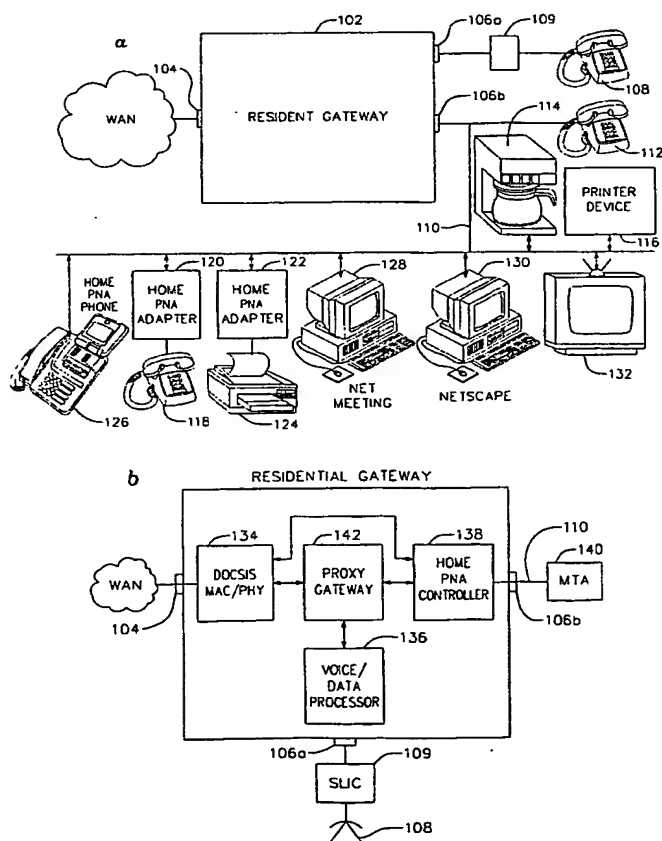 a
102
106a
109
104
WAN
RESIDENT GATEWAY
108
106b
114
112
PRINTER
DEVICE
110
116
120
122
128
130
HOME
PNA
PHONE
HOME
PNA
ADAPTER
HOME
PNA
ADAPTER
126
118
124
NET
MEETING
NETSCAPE
132
b
RESIDENTIAL GATEWAY
134
142
138
110
140
WAN
DOCSIS
MAC/PHY
PROXY
GATEWAY
HOME
PNA
CONTROLLER
MTA
104
106b
136
VOICE/
DATA
PROCESSOR
106a
109
SLIC
108